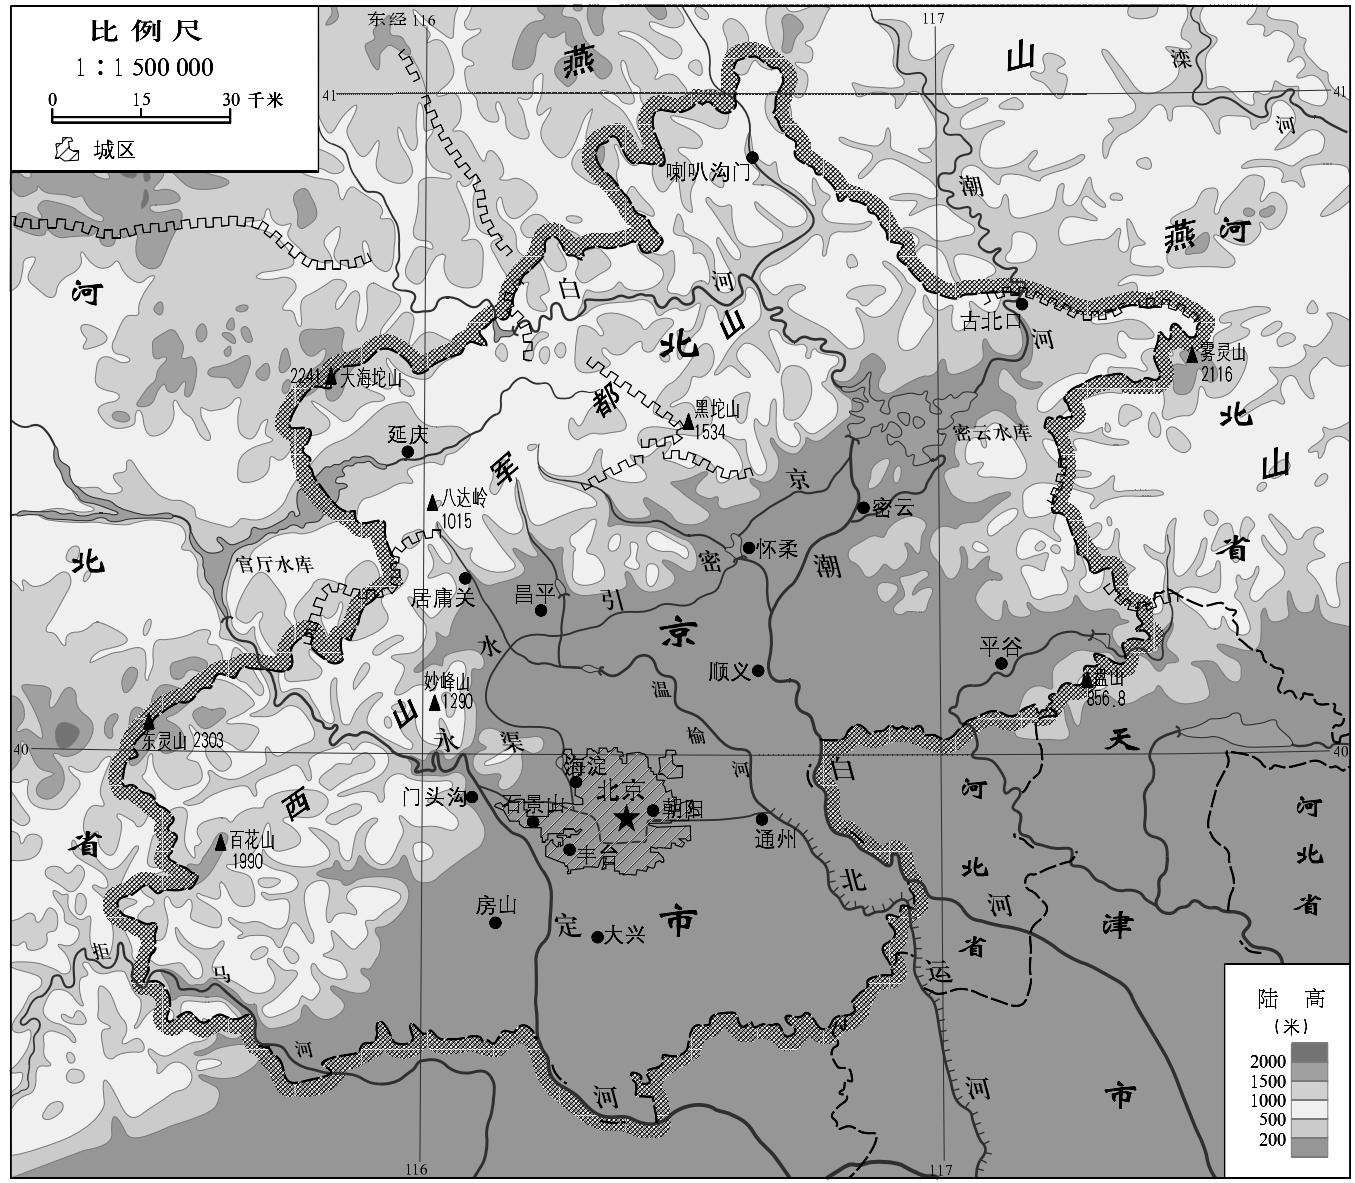 比例尺
1：1 500 000
0 15 30 千米
城区
东经116
117
41
41
燕
山
滦
河
喇叭沟门
潮
燕
河
河
白
河
古北口
河
北
山
雾灵山
2116
2241 大海坨山
都
黑坨山
1534
北
延庆
密云水库
山
军
八达岭
1015
京
密云
北
官厅水库
密
怀柔
潮
省
居庸关
昌平
引
水
京
平谷
顺义
妙峰山
1290
温
盘山
856.8
山
东灵山 2303
永
渠
榆
天
40
40
海淀
河
白
门头沟
石景山
北京
朝阳
河
河
西
省
百花山
1990
丰台
通州
北
北
北
房山
定
市
大兴
河
津
省
拒
马
省
运
河
河
河
市
陆高
(米)
2000
1500
1000
500
200
116
117